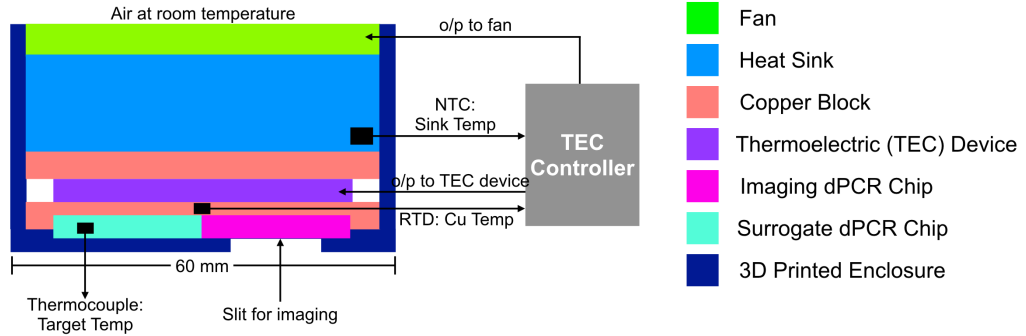 Air at room temperature
o/p to fan
NTC:
Sink Temp
TEC
Controller
o/p to TEC device
RTD: Cu Temp
60 mm
Thermocouple:
Target Temp
Slit for imaging
Fan
Heat Sink
Copper Block
Thermoelectric (TEC) Device
Imaging dPCR Chip
Surrogate dPCR Chip
3D Printed Enclosure